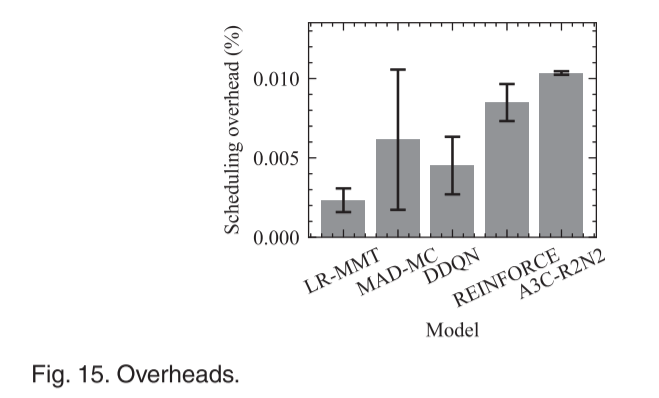 Scheduling overhead (%)
0.010
0.005
0.000
LR-MMT
MAD-MC
DDQN
REINFORCE
A3C-R2N2
Model
Fig. 15. Overheads.